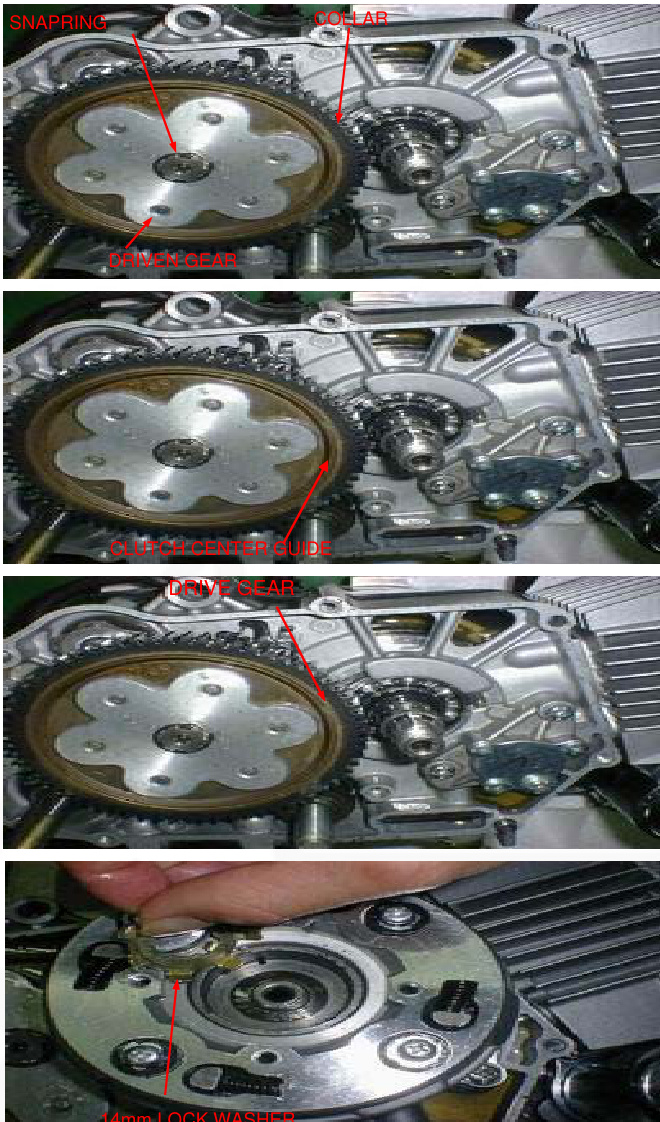 SNAPRING
COLLAR
DRIVEN GEAR
CLUTCH CENTER GUIDE
DRIVE GEAR
14mm LOCK WASHER